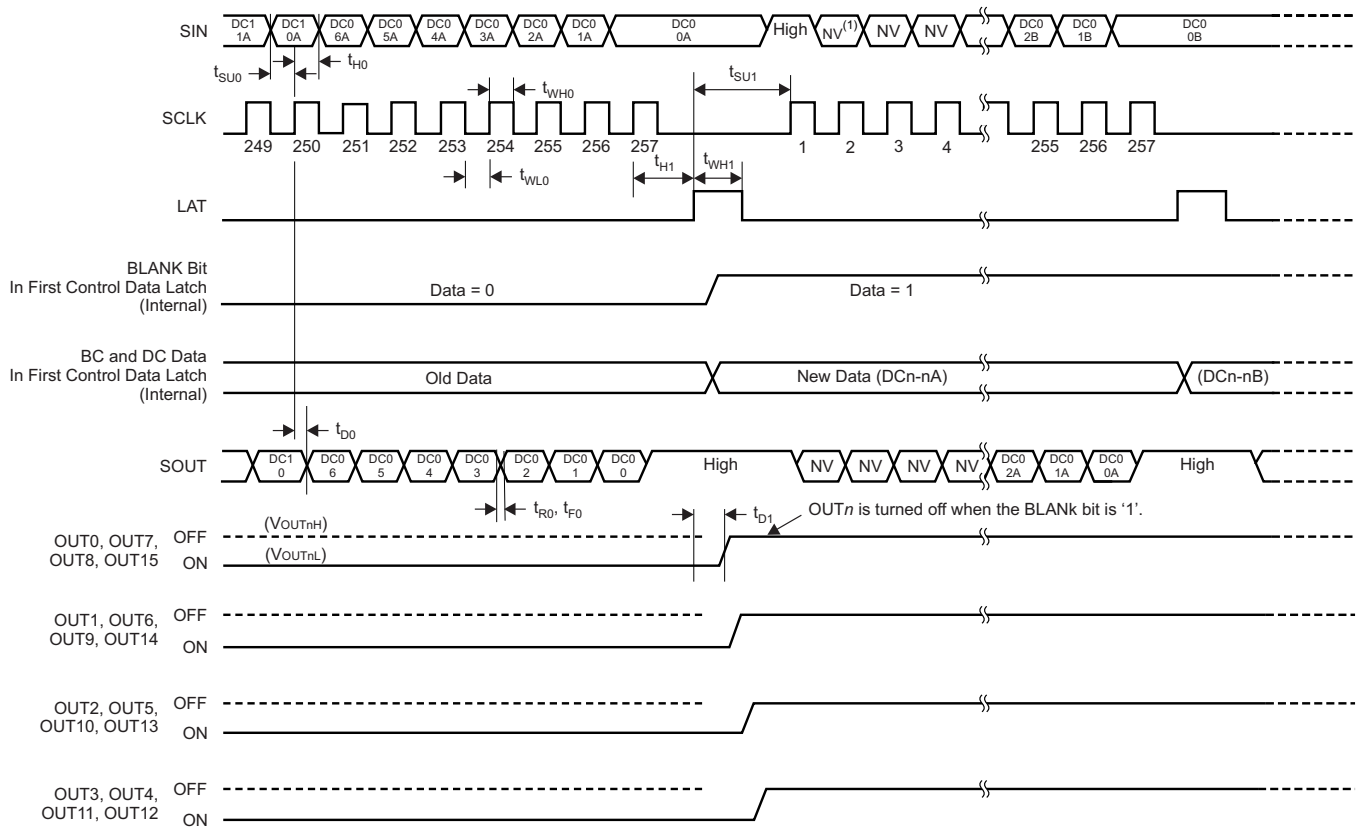 SIN
DC1 1A
DC1 0A
DC0 6A
DC0 5A
DC0 4A
DC0 3A
DC0 2A
DC0 1A
DC0 0A
High
NV(1)
NV
NV
DC0 2B
DC0 1B
DC0 0B
tSU0
tH0
tWH0
tSU1
SCLK
249 250 251 252 253 254 255 256 257 1 2 3 4 255 256 257
tWL0
tH1
tWH1
LAT
BLANK Bit
In First Control Data Latch
(Internal)
Data = 0
Data = 1
BC and DC Data
In First Control Data Latch
(Internal)
Old Data
New Data (DCn-nA)
(DCn-nB)
tD0
SOUT
DC1 0
DC0 6
DC0 5
DC0 4
DC0 3
DC0 2
DC0 1
DC0 0
High
NV
NV
NV
NV
DC0 2A
DC0 1A
DC0 0A
High
tR0, tF0
tD1
OUTn is turned off when the BLANk bit is ‘1’.
OUT0, OUT7,
OUT8, OUT15
OFF
(VOUTnH)
ON
(VOUTnL)
OUT1, OUT6,
OUT9, OUT14
OFF
ON
OUT2, OUT5,
OUT10, OUT13
OFF
ON
OUT3, OUT4,
OUT11, OUT12
OFF
ON